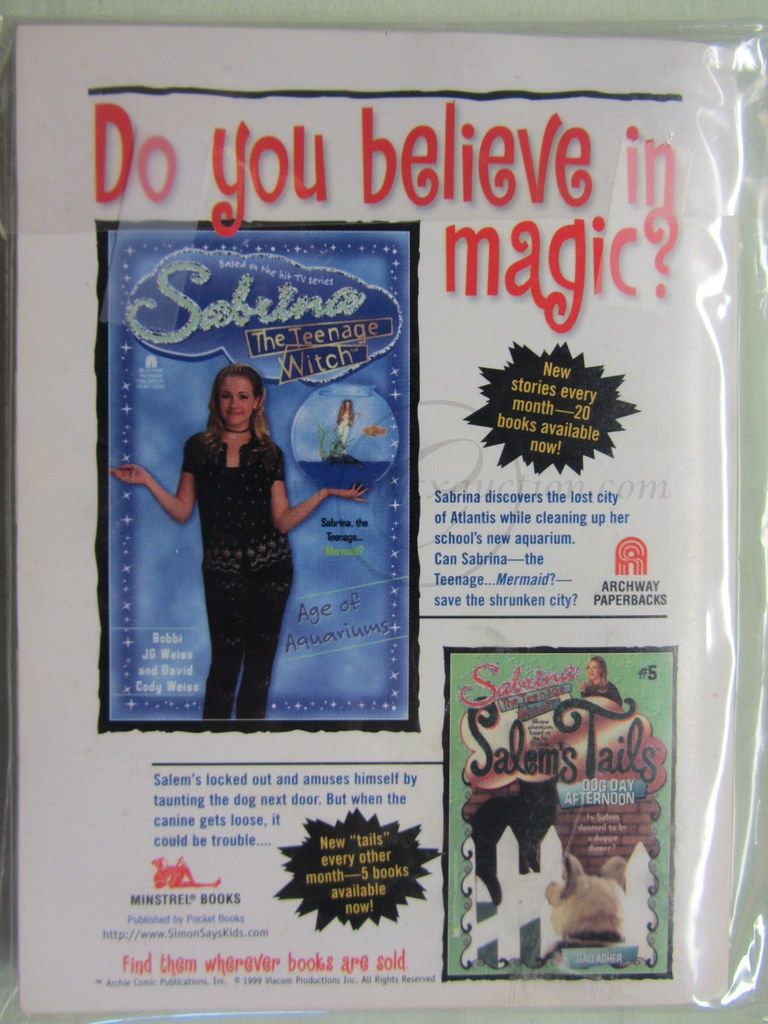 Do you believe in
magic?
Based on the hit TV series
Sabrina
The Teenage
Witch™
Sabrina, the
Teenage...
Mermaid?
Age of
Aquariums
Bobbi
JG Weiss
and David
Cody Weiss
New
stories every
month—20
books available
now!
Sabrina discovers the lost city
of Atlantis while cleaning up her
school's new aquarium.
Can Sabrina—the
Teenage...Mermaid?—
save the shrunken city?
ARCHWAY
PAPERBACKS
Salem's locked out and amuses himself by
taunting the dog next door. But when the
canine gets loose, it
could be trouble....
New "tails"
every other
month—5 books
available
now!
MINSTREL® BOOKS
Published by Pocket Books
http://www.SimonSaysKids.com
Find them wherever books are sold.
™ Archie Comic Publications, Inc. © 1999 Viacom Productions Inc. All Rights Reserved
Sabrina
The Teenage
Witch
#5
Salem's Tails
DOG DAY
AFTERNOON
Is Salem
doomed to be
a doggie
dinner?
GALLAGHER